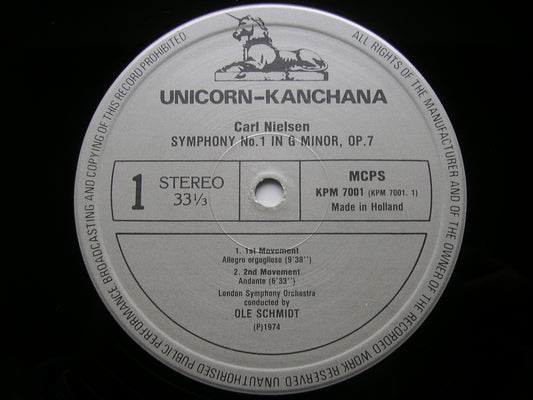 UNICORN-KANCHANA
Carl Nielsen
SYMPHONY No.1 IN G MINOR, OP.7
1 STEREO
33 1/3
MCPS
KPM 7001 (KPM 7001. 1)
Made in Holland
1. 1st Movement
Allegro orgoglioso (9'38'')
2. 2nd Movement
Andante (6'33'')
London Symphony Orchestra
conducted by
OLE SCHMIDT
(P)1974
ALL RIGHTS OF THE MANUFACTURER AND OF THE OWNER OF THE RECORDED WORK RESERVED. UNAUTHORISED PUBLIC PERFORMANCE BROADCASTING AND COPYING OF THIS RECORD PROHIBITED